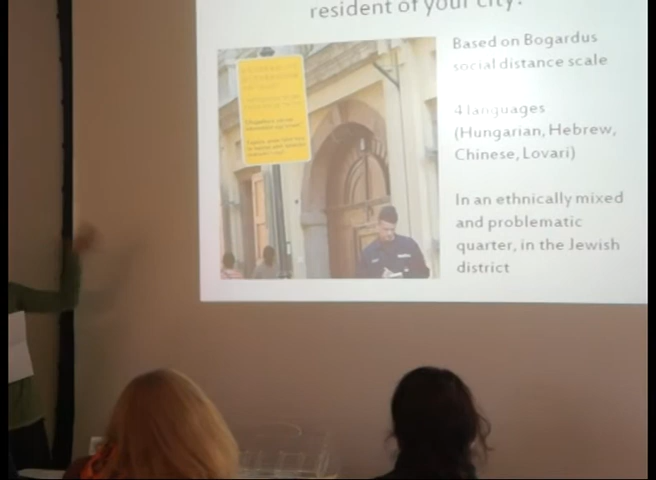 resident of your city?
Based on Bogardus
social distance scale
4 languages
(Hungarian, Hebrew,
Chinese, Lovari)
In an ethnically mixed
and problematic
quarter, in the Jewish
district